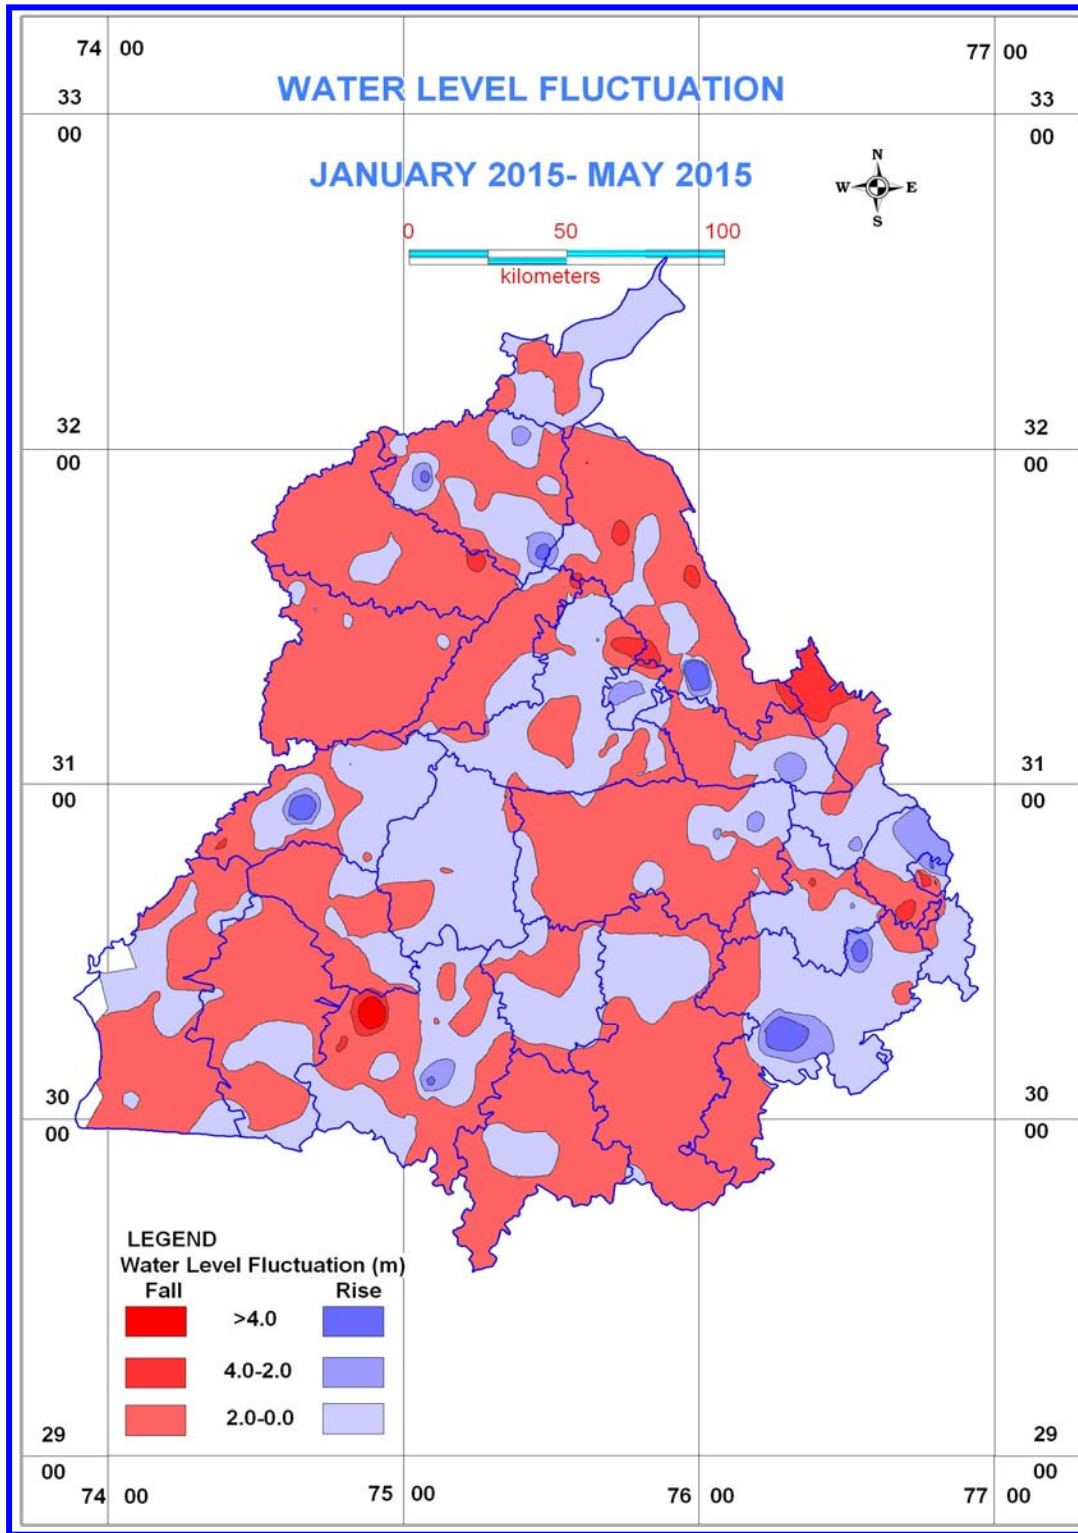 74 00
77 00
WATER LEVEL FLUCTUATION
33
00
33
00
JANUARY 2015- MAY 2015
N
W E
S
0 50 100
kilometers
32
00
32
00
31
00
31
00
30
00
30
00
LEGEND
Water Level Fluctuation (m)
Fall Rise
>4.0
4.0-2.0
2.0-0.0
29
00
29
00
74 00
75 00
76 00
77 00